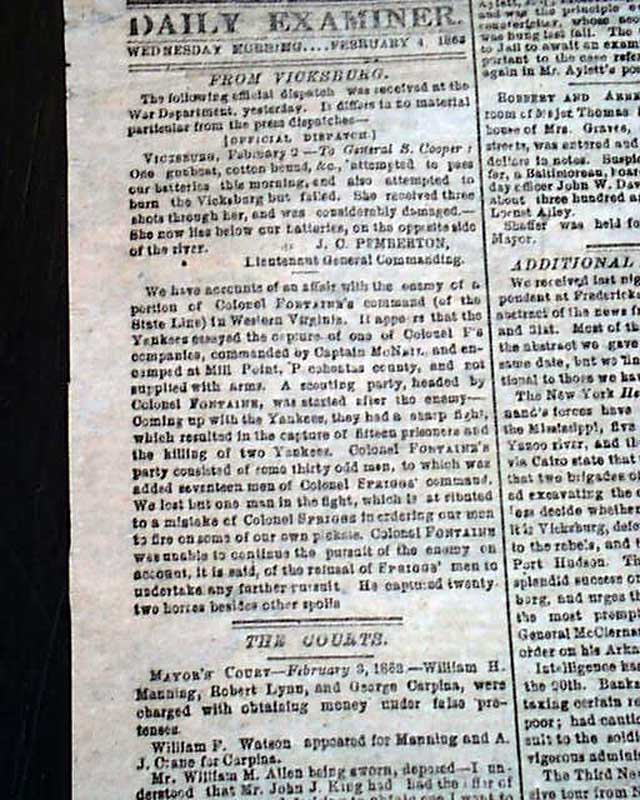 DAILY EXAMINER.
WEDNESDAY MORNING....FEBRUARY 4, 1863
FROM VICKSBURG.
The following official dispatch was received at the
War Department, yesterday. It differs in no material
particular from the press dispatches—
[OFFICIAL DISPATCH.]
VICKSBURG, February 2—To General S. Cooper:
One gunboat, cotton bound, &c., attempted to pass
our batteries this morning, and also attempted to
burn the Vicksburg but failed. She received three
shots through her, and was considerably damaged.—
She now lies below our batteries, on the opposite side
of the river. J. C. PEMBERTON,
Lieutenant General Commanding.
We have accounts of an affair with the enemy of a
portion of Colonel FONTAINE'S command (of the
State Line) in Western Virginia. It appears that the
Yankees essayed the capture of one of Colonel F's
companies, commanded by Captain MCNEIL, and en-
camped at Mill Point, Pocahontas county, and not
supplied with arms. A scouting party, headed by
Colonel FONTAINE, was started after the enemy—
Coming up with the Yankees, they had a sharp fight,
which resulted in the capture of fifteen prisoners and
the killing of two Yankees. Colonel FONTAINE'S
party consisted of some thirty odd men, to which was
added seventeen men of Colonel SPRIGGS' command.
We lost but one man in the fight, which is attributed
to a mistake of Colonel SPRIGGS in ordering our men
to fire on some of our own pickets. Colonel FONTAINE
was unable to continue the pursuit of the enemy on
account, it is said, of the refusal of SPRIGGS' men to
undertake any further pursuit. He captured twenty-
two horses besides other spoils
THE COURTS.
MAYOR'S COURT—February 3, 1863.—William H.
Manning, Robert Lynn, and George Carpina, were
charged with obtaining money under false pre-
tenses.
William F. Watson appeared for Manning and A.
J. Crane for Carpina.
Mr. William M. Allen being sworn, deposed—I un-
derstood that Mr. John J. King had had the offer of
and was the principle
was hung last fall. The
to Jail to await an exami
portant to the case refer
again in Mr. Aylett's pos
ROBBERY AND ARRE
room of Major Thomas
house of Mrs. Graves,
streets, was entered and
dollars in notes. Suspic
fer, a Baltimorean, boar
day officer John W. Dav
about three hundred a
Locust Alley.
Shaffer was held fo
Mayor.
ADDITIONAL
We received last nig
pondent at Frederick
abstract of the news fr
and 31st. Most of th
the abstract we gave
same date, but we fin
tional to those we hav
The New York He
nand's forces have
the Mississippi, five
Yazoo river, and th
via Cairo state that
that two brigades o
ed excavating the
less decide whether
it is Vicksburg, defe
to the rebels, and t
Port Hudson. Th
splendid success o
burg, and urges th
the most prompt
General McClerna
order on his Arka
Intelligence ha
the 20th. Banks
taxing certain r
poor; had cautio
sult to the soldi
vigorous admini
The Third Ne
give tour from N